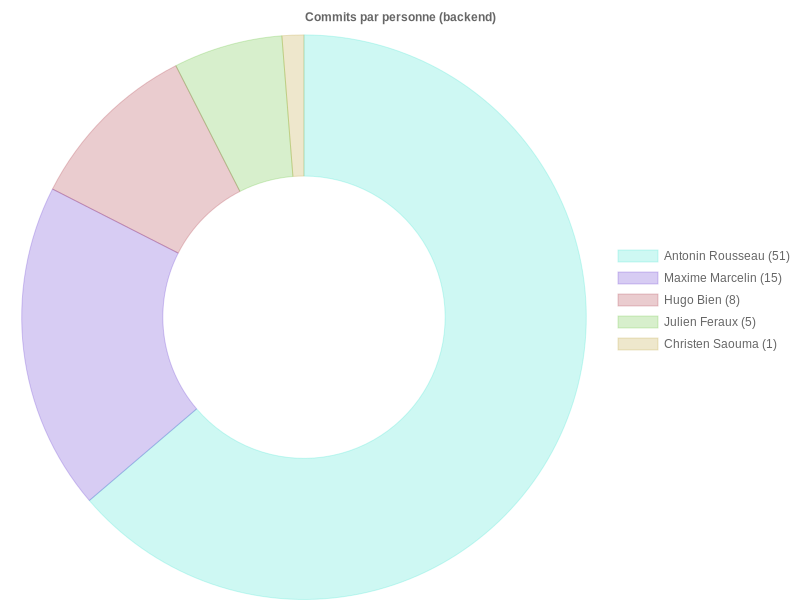 Commits par personne (backend)
Antonin Rousseau (51)
Maxime Marcelin (15)
Hugo Bien (8)
Julien Feraux (5)
Christen Saouma (1)